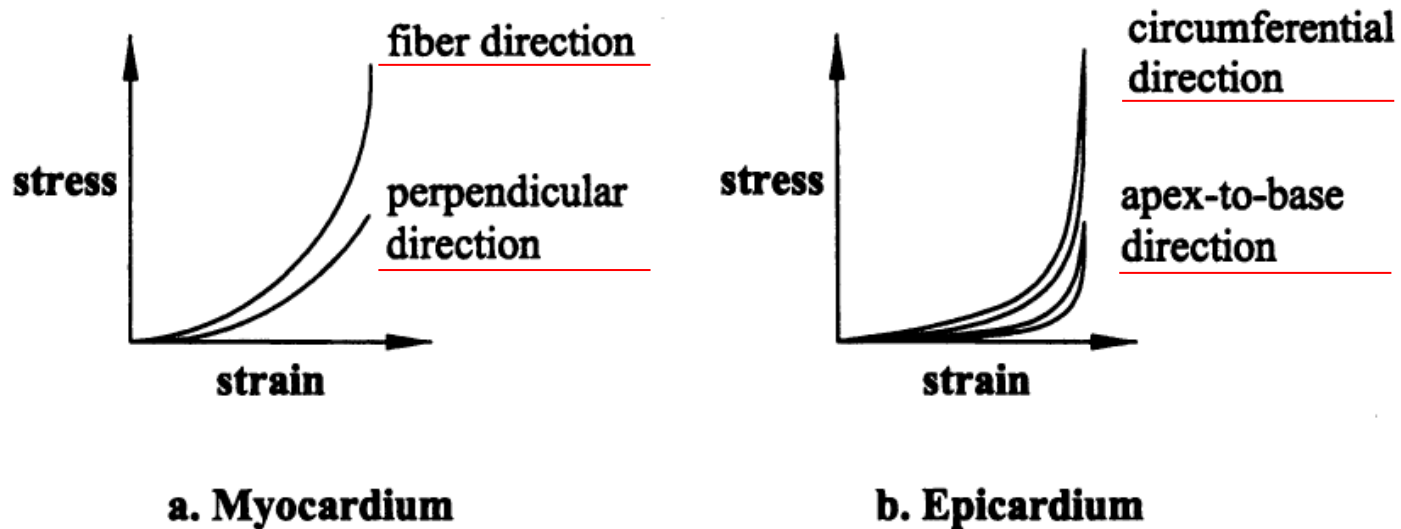 fiber direction
stress
perpendicular
direction
strain
a. Myocardium
circumferential
direction
stress
apex-to-base
direction
strain
b. Epicardium